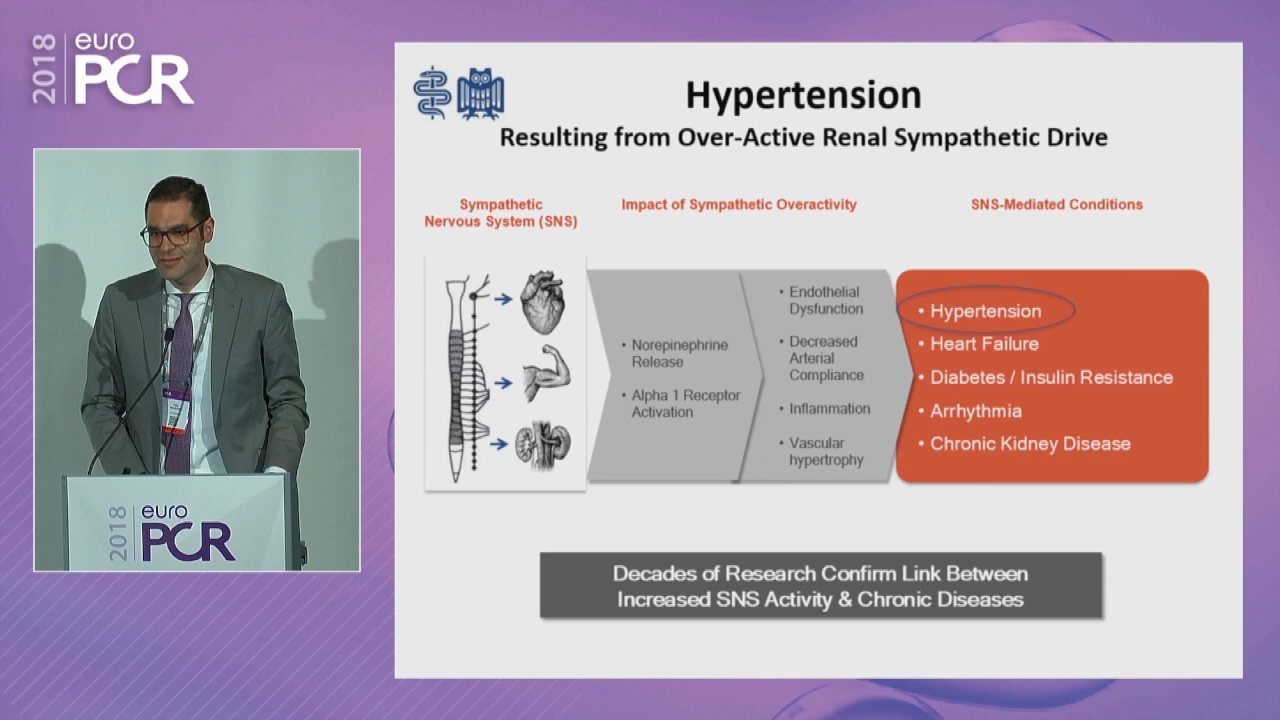 2018
euro
PCR
Hypertension
Resulting from Over-Active Renal Sympathetic Drive
Sympathetic
Nervous System (SNS)
Impact of Sympathetic Overactivity
SNS-Mediated Conditions
• Norepinephrine
Release
• Alpha 1 Receptor
Activation
• Endothelial
Dysfunction
• Decreased
Arterial
Compliance
• Inflammation
• Vascular
hypertrophy
• Hypertension
• Heart Failure
• Diabetes / Insulin Resistance
• Arrhythmia
• Chronic Kidney Disease
Decades of Research Confirm Link Between
Increased SNS Activity & Chronic Diseases
2018
euro
PCR